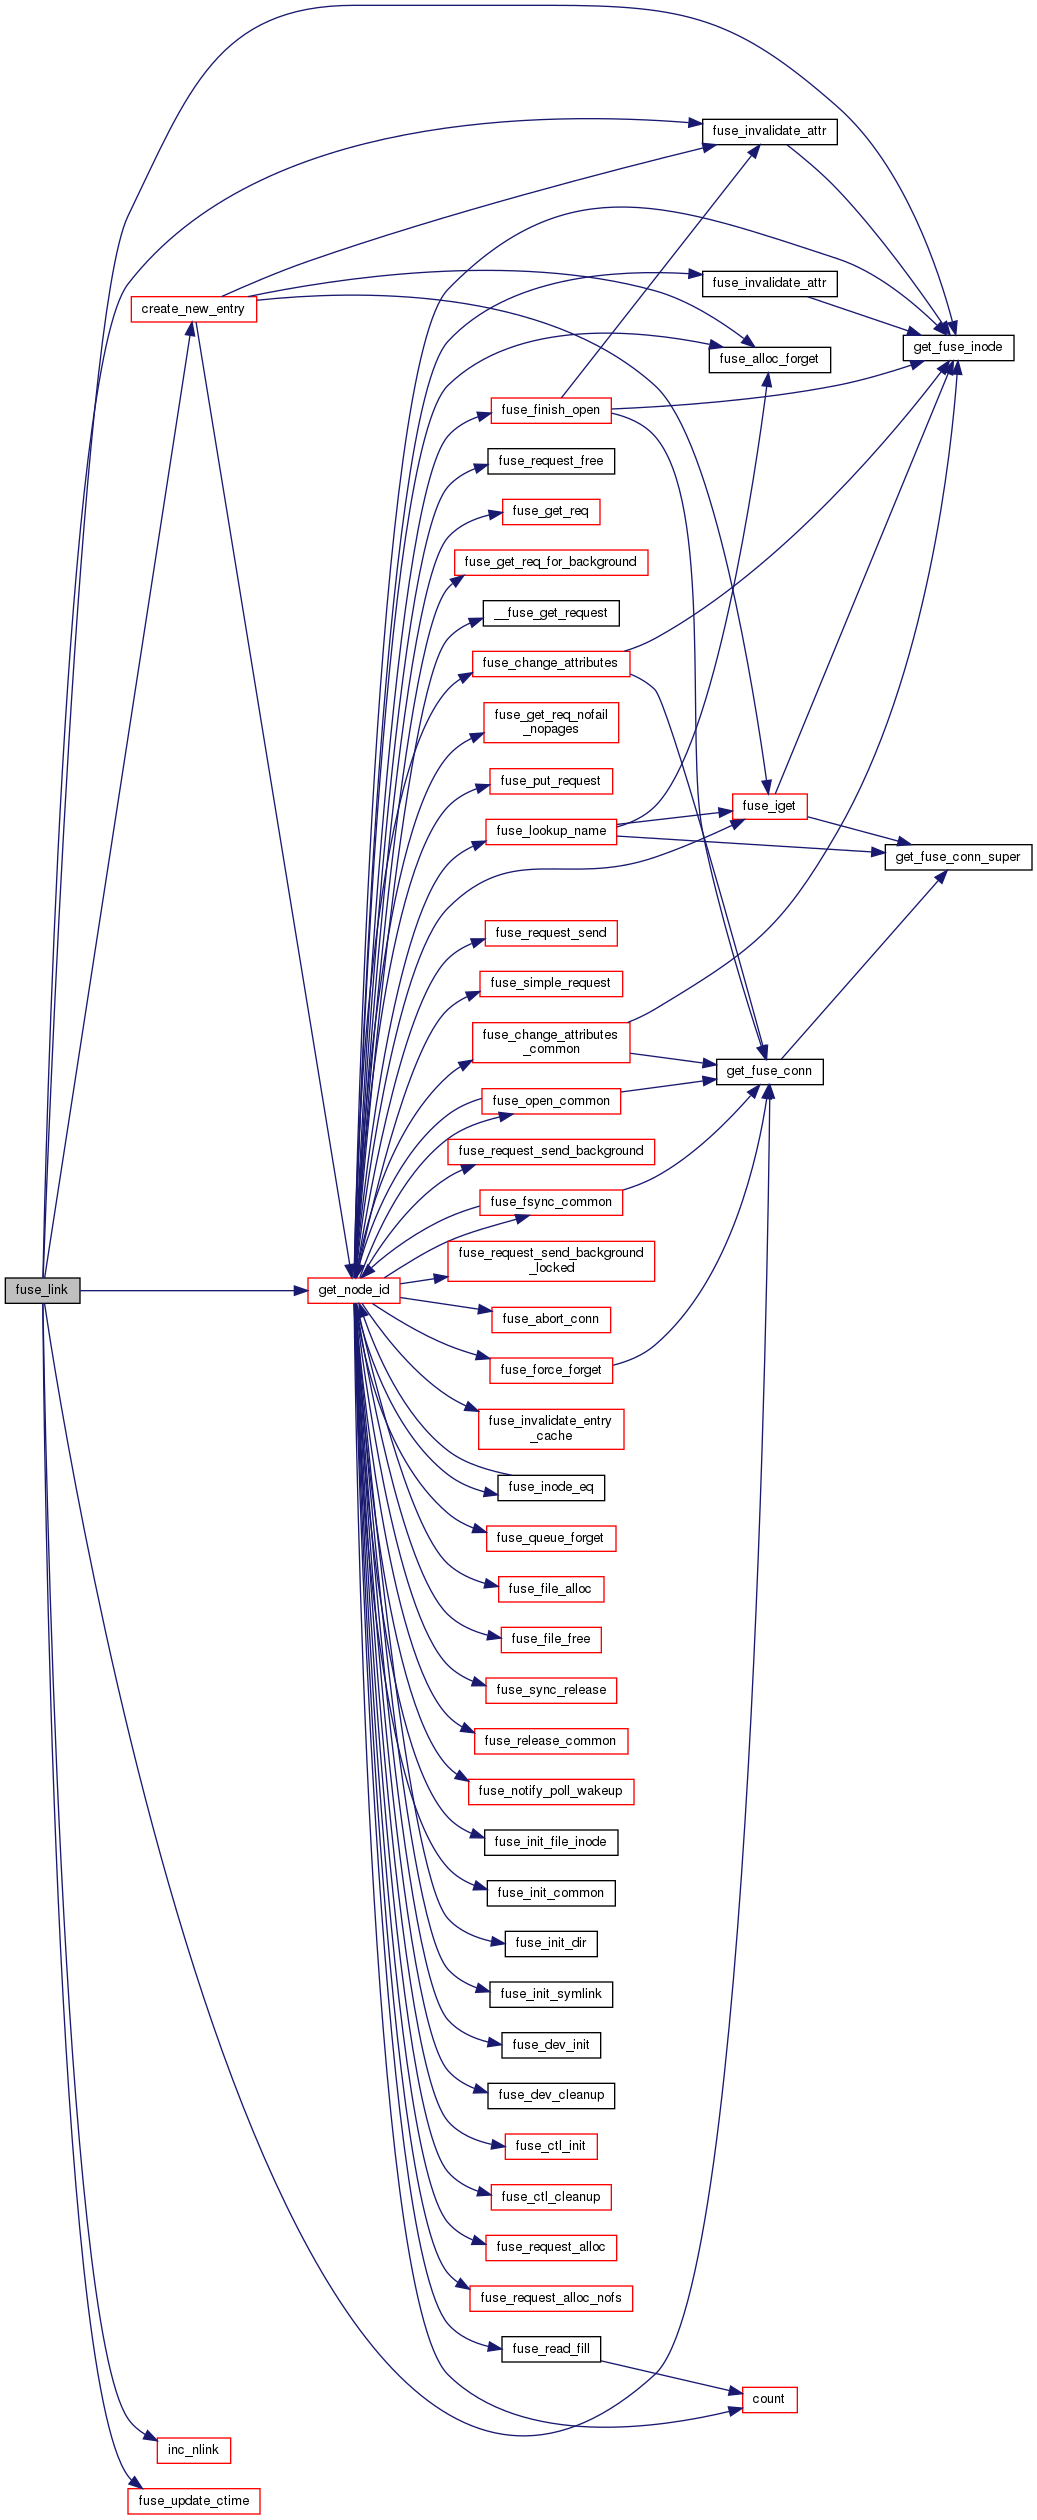 fuse_invalidate_attr
fuse_invalidate_attr
create_new_entry
get_fuse_inode
fuse_alloc_forget
fuse_finish_open
fuse_request_free
fuse_get_req
fuse_get_req_for_background
__fuse_get_request
fuse_change_attributes
fuse_get_req_nofail
_nopages
fuse_put_request
fuse_iget
fuse_lookup_name
get_fuse_conn_super
fuse_request_send
fuse_simple_request
fuse_change_attributes
_common
get_fuse_conn
fuse_open_common
fuse_request_send_background
fuse_fsync_common
fuse_request_send_background
_locked
fuse_link
get_node_id
fuse_abort_conn
fuse_force_forget
fuse_invalidate_entry
_cache
fuse_inode_eq
fuse_queue_forget
fuse_file_alloc
fuse_file_free
fuse_sync_release
fuse_release_common
fuse_notify_poll_wakeup
fuse_init_file_inode
fuse_init_common
fuse_init_dir
fuse_init_symlink
fuse_dev_init
fuse_dev_cleanup
fuse_ctl_init
fuse_ctl_cleanup
fuse_request_alloc
fuse_request_alloc_nofs
fuse_read_fill
count
inc_nlink
fuse_update_ctime